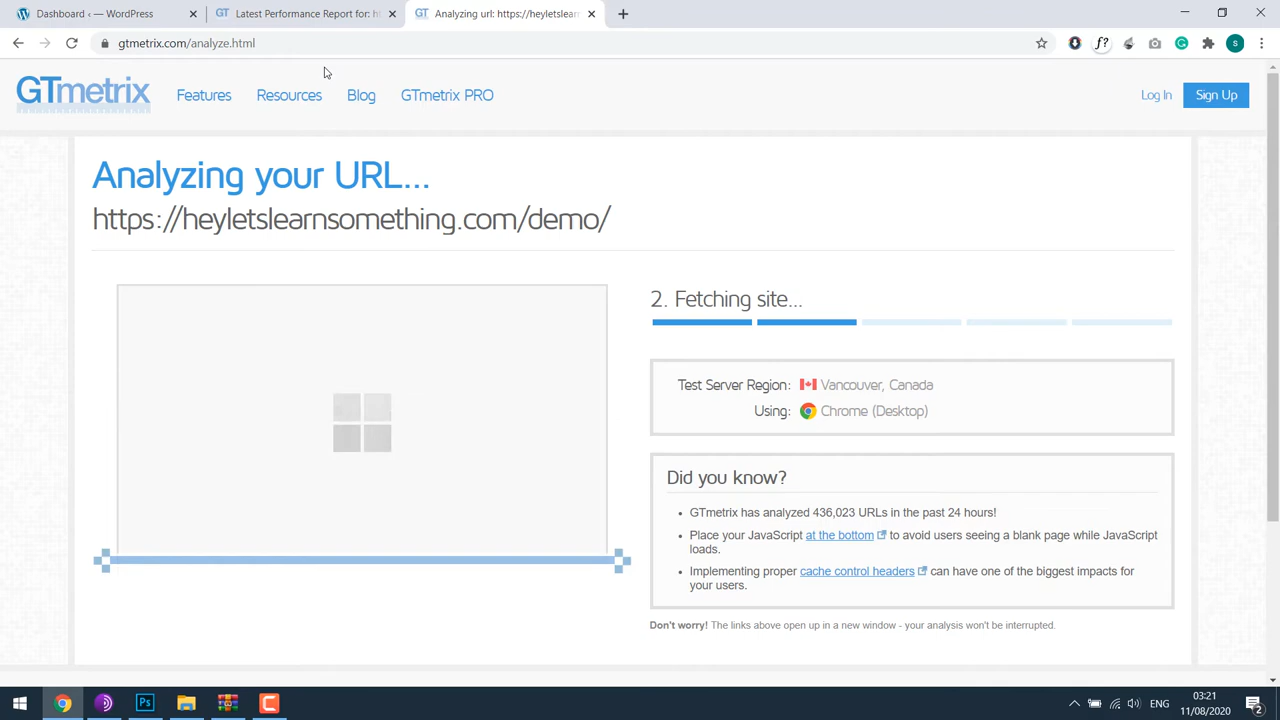 Dashboard ‹ — WordPress
Latest Performance Report for: ht
Analyzing url: https://heyletslearn
gtmetrix.com/analyze.html
GTmetrix
Features
Resources
Blog
GTmetrix PRO
Log In
Sign Up
Analyzing your URL...
https://heyletslearnsomething.com/demo/
2. Fetching site...
Test Server Region: Vancouver, Canada
Using: Chrome (Desktop)
Did you know?
GTmetrix has analyzed 436,023 URLs in the past 24 hours!
Place your JavaScript at the bottom to avoid users seeing a blank page while JavaScript
loads.
Implementing proper cache control headers can have one of the biggest impacts for
your users.
Don't worry! The links above open up in a new window - your analysis won't be interrupted.
ENG
03:21
11/08/2020